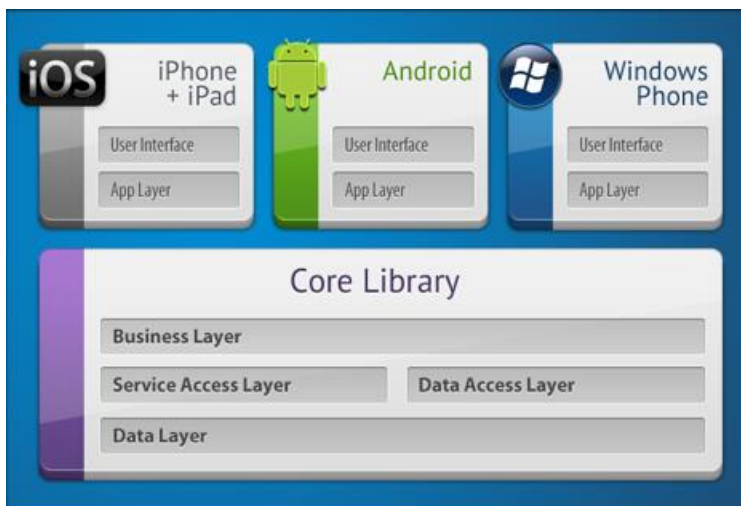 iOS
iPhone
+ iPad
User Interface
App Layer
Android
User Interface
App Layer
Windows
Phone
User Interface
App Layer
Core Library
Business Layer
Service Access Layer
Data Access Layer
Data Layer